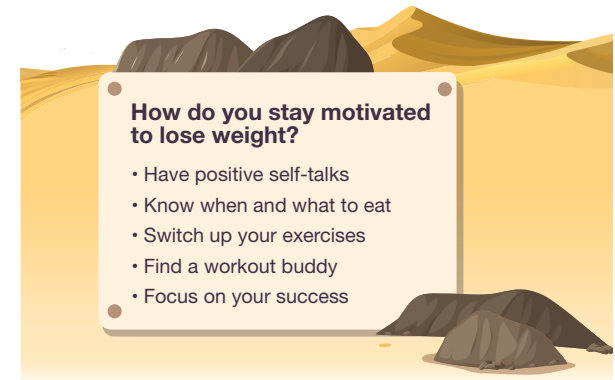 How do you stay motivated
to lose weight?
• Have positive self-talks
• Know when and what to eat
• Switch up your exercises
• Find a workout buddy
• Focus on your success